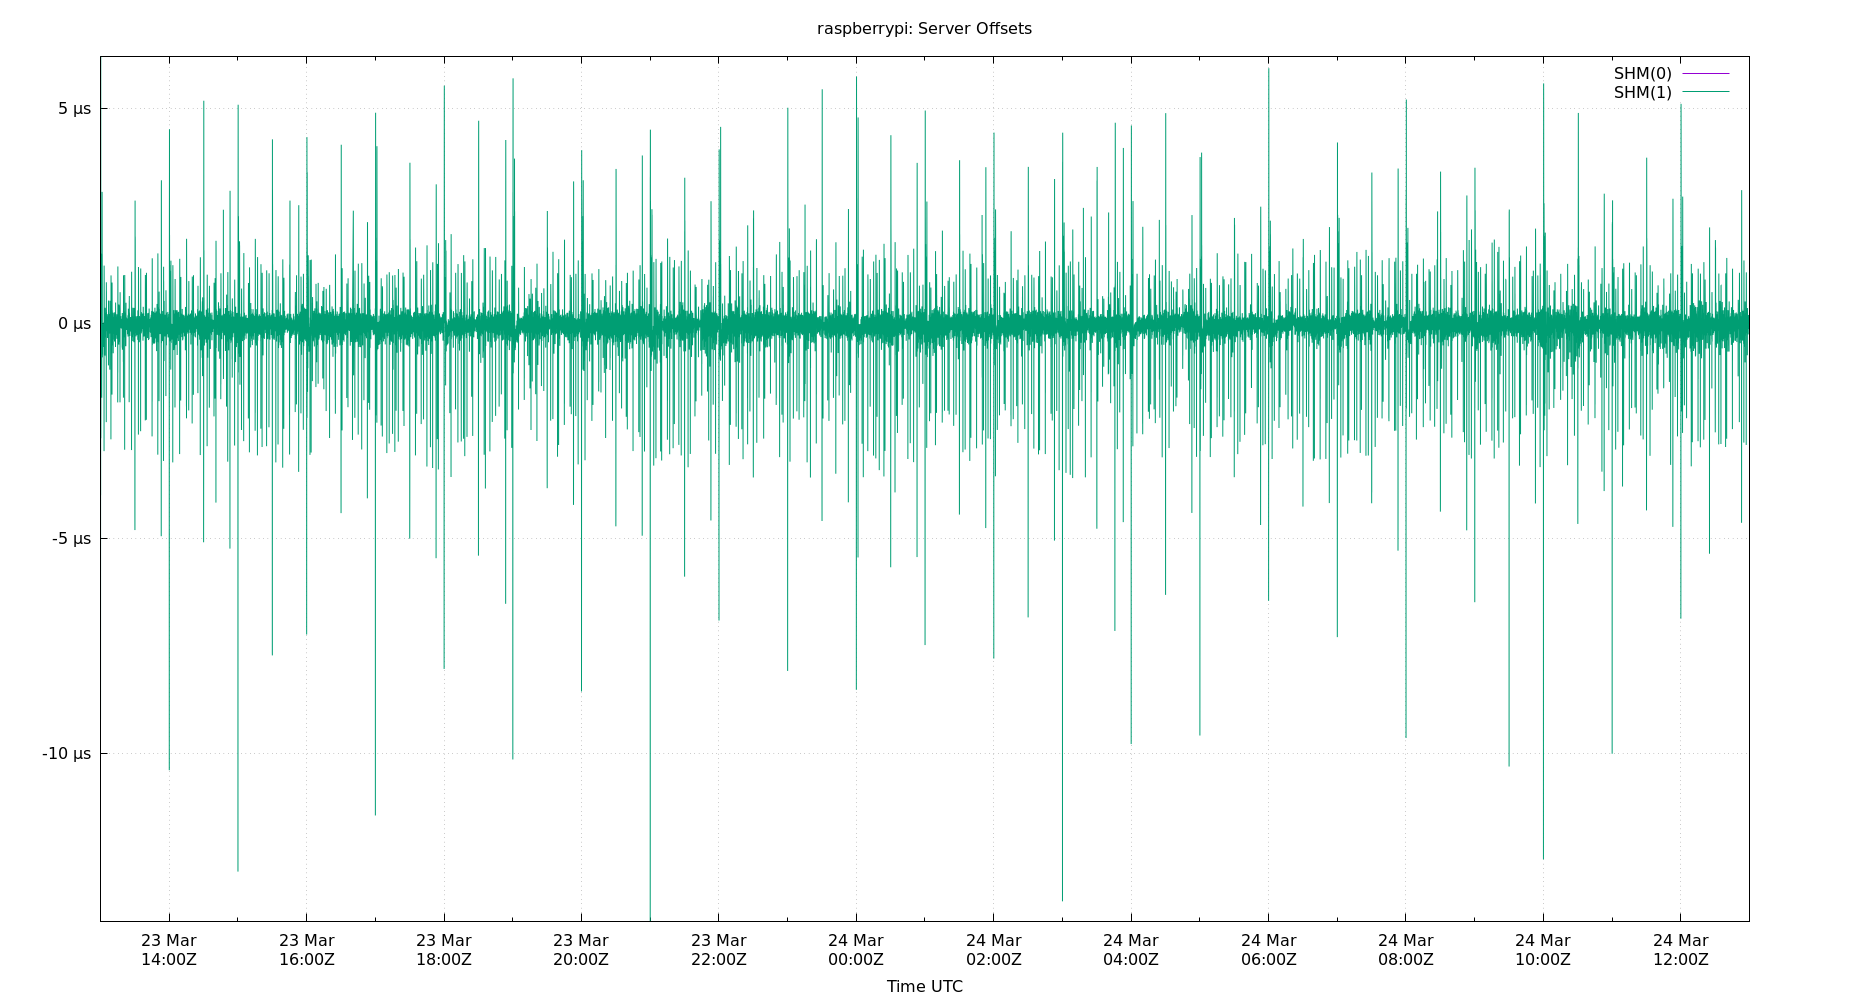 raspberrypi: Server Offsets
SHM(0)
SHM(1)
5 µs
0 µs
-5 µs
-10 µs
23 Mar 23 Mar 23 Mar 23 Mar 23 Mar 24 Mar 24 Mar 24 Mar 24 Mar 24 Mar 24 Mar 24 Mar
14:00Z 16:00Z 18:00Z 20:00Z 22:00Z 00:00Z 02:00Z 04:00Z 06:00Z 08:00Z 10:00Z 12:00Z
Time UTC